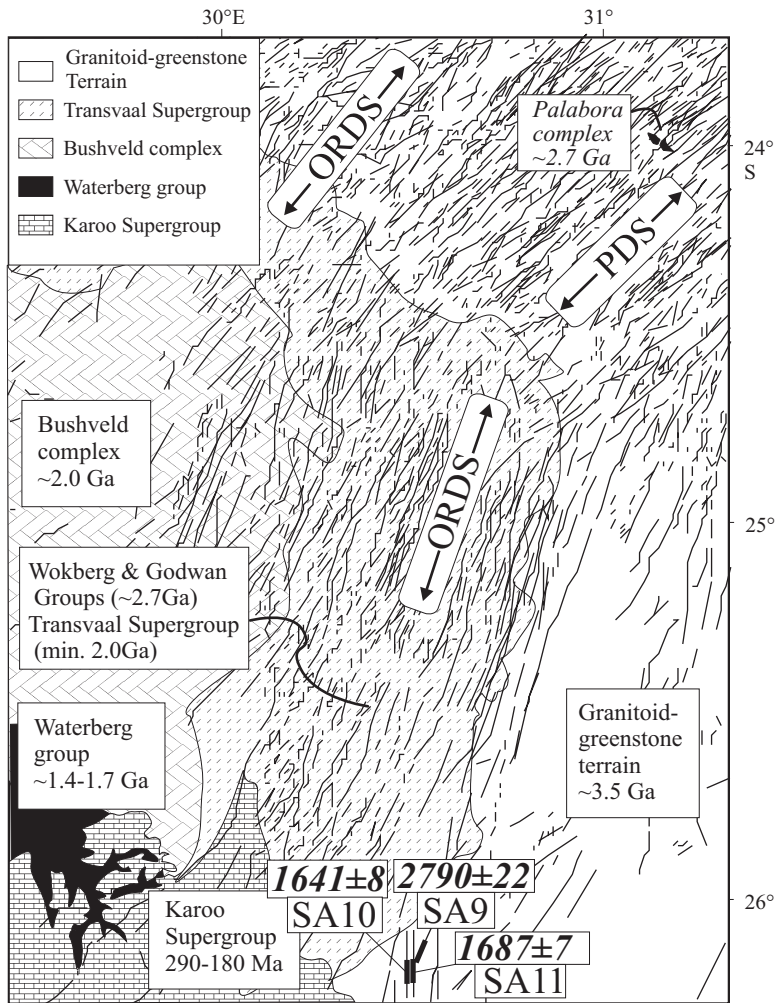 30°E
31°
Granitoid-greenstone
Terrain
Transvaal Supergroup
Bushveld complex
Waterberg group
Karoo Supergroup
ORDS
Palabora
complex
~2.7 Ga
24°
S
PDS
Bushveld
complex
~2.0 Ga
ORDS
25°
Wokberg & Godwan
Groups (~2.7Ga)
Transvaal Supergroup
(min. 2.0Ga)
Waterberg
group
~1.4-1.7 Ga
Granitoid-
greenstone
terrain
~3.5 Ga
1641±8
SA10
2790±22
SA9
26°
Karoo
Supergroup
290-180 Ma
1687±7
SA11